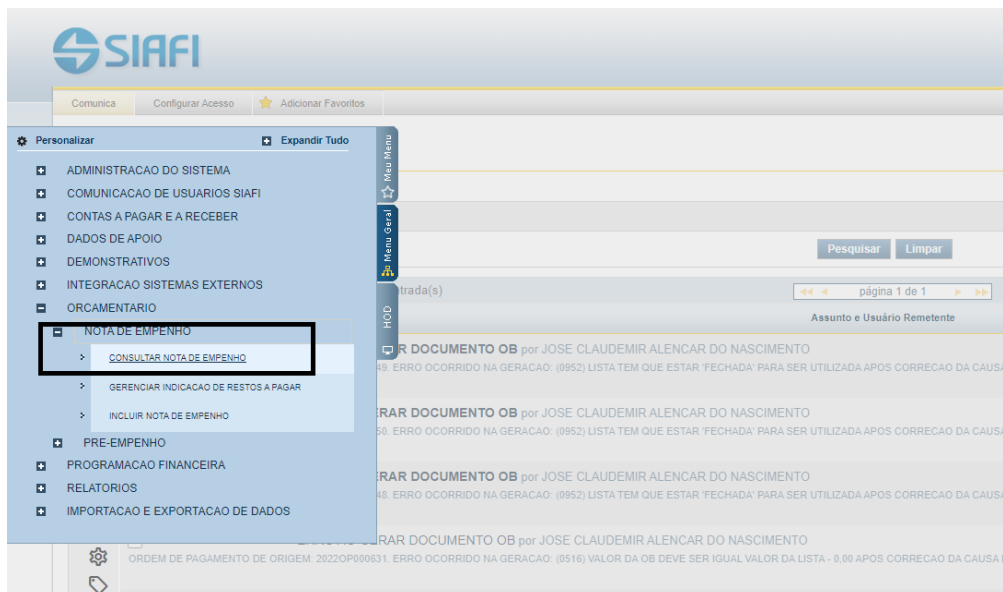 SIAFI
Comunica Configurar Acesso Adicionar Favoritos
Personalizar Expandir Tudo
Meu Menu
Menu Geral
HOD
ADMINISTRACAO DO SISTEMA
COMUNICACAO DE USUARIOS SIAFI
CONTAS A PAGAR E A RECEBER
DADOS DE APOIO
DEMONSTRATIVOS
INTEGRACAO SISTEMAS EXTERNOS
ORCAMENTARIO
NOTA DE EMPENHO
CONSULTAR NOTA DE EMPENHO
GERENCIAR INDICACAO DE RESTOS A PAGAR
INCLUIR NOTA DE EMPENHO
PRE-EMPENHO
PROGRAMACAO FINANCEIRA
RELATORIOS
IMPORTACAO E EXPORTACAO DE DADOS
Pesquisar Limpar
trada(s) página 1 de 1
Assunto e Usuário Remetente
R DOCUMENTO OB por JOSE CLAUDEMIR ALENCAR DO NASCIMENTO
49. ERRO OCORRIDO NA GERACAO: (0952) LISTA TEM QUE ESTAR 'FECHADA' PARA SER UTILIZADA APOS CORRECAO DA CAUSA
RAR DOCUMENTO OB por JOSE CLAUDEMIR ALENCAR DO NASCIMENTO
50. ERRO OCORRIDO NA GERACAO: (0952) LISTA TEM QUE ESTAR 'FECHADA' PARA SER UTILIZADA APOS CORRECAO DA CAUSA
RAR DOCUMENTO OB por JOSE CLAUDEMIR ALENCAR DO NASCIMENTO
48. ERRO OCORRIDO NA GERACAO: (0952) LISTA TEM QUE ESTAR 'FECHADA' PARA SER UTILIZADA APOS CORRECAO DA CAUSA
RAR DOCUMENTO OB por JOSE CLAUDEMIR ALENCAR DO NASCIMENTO
ORDEM DE PAGAMENTO DE ORIGEM: 2022OP000631. ERRO OCORRIDO NA GERACAO: (0516) VALOR DA OB DEVE SER IGUAL VALOR DA LISTA - 0,00 APOS CORRECAO DA CAUSA